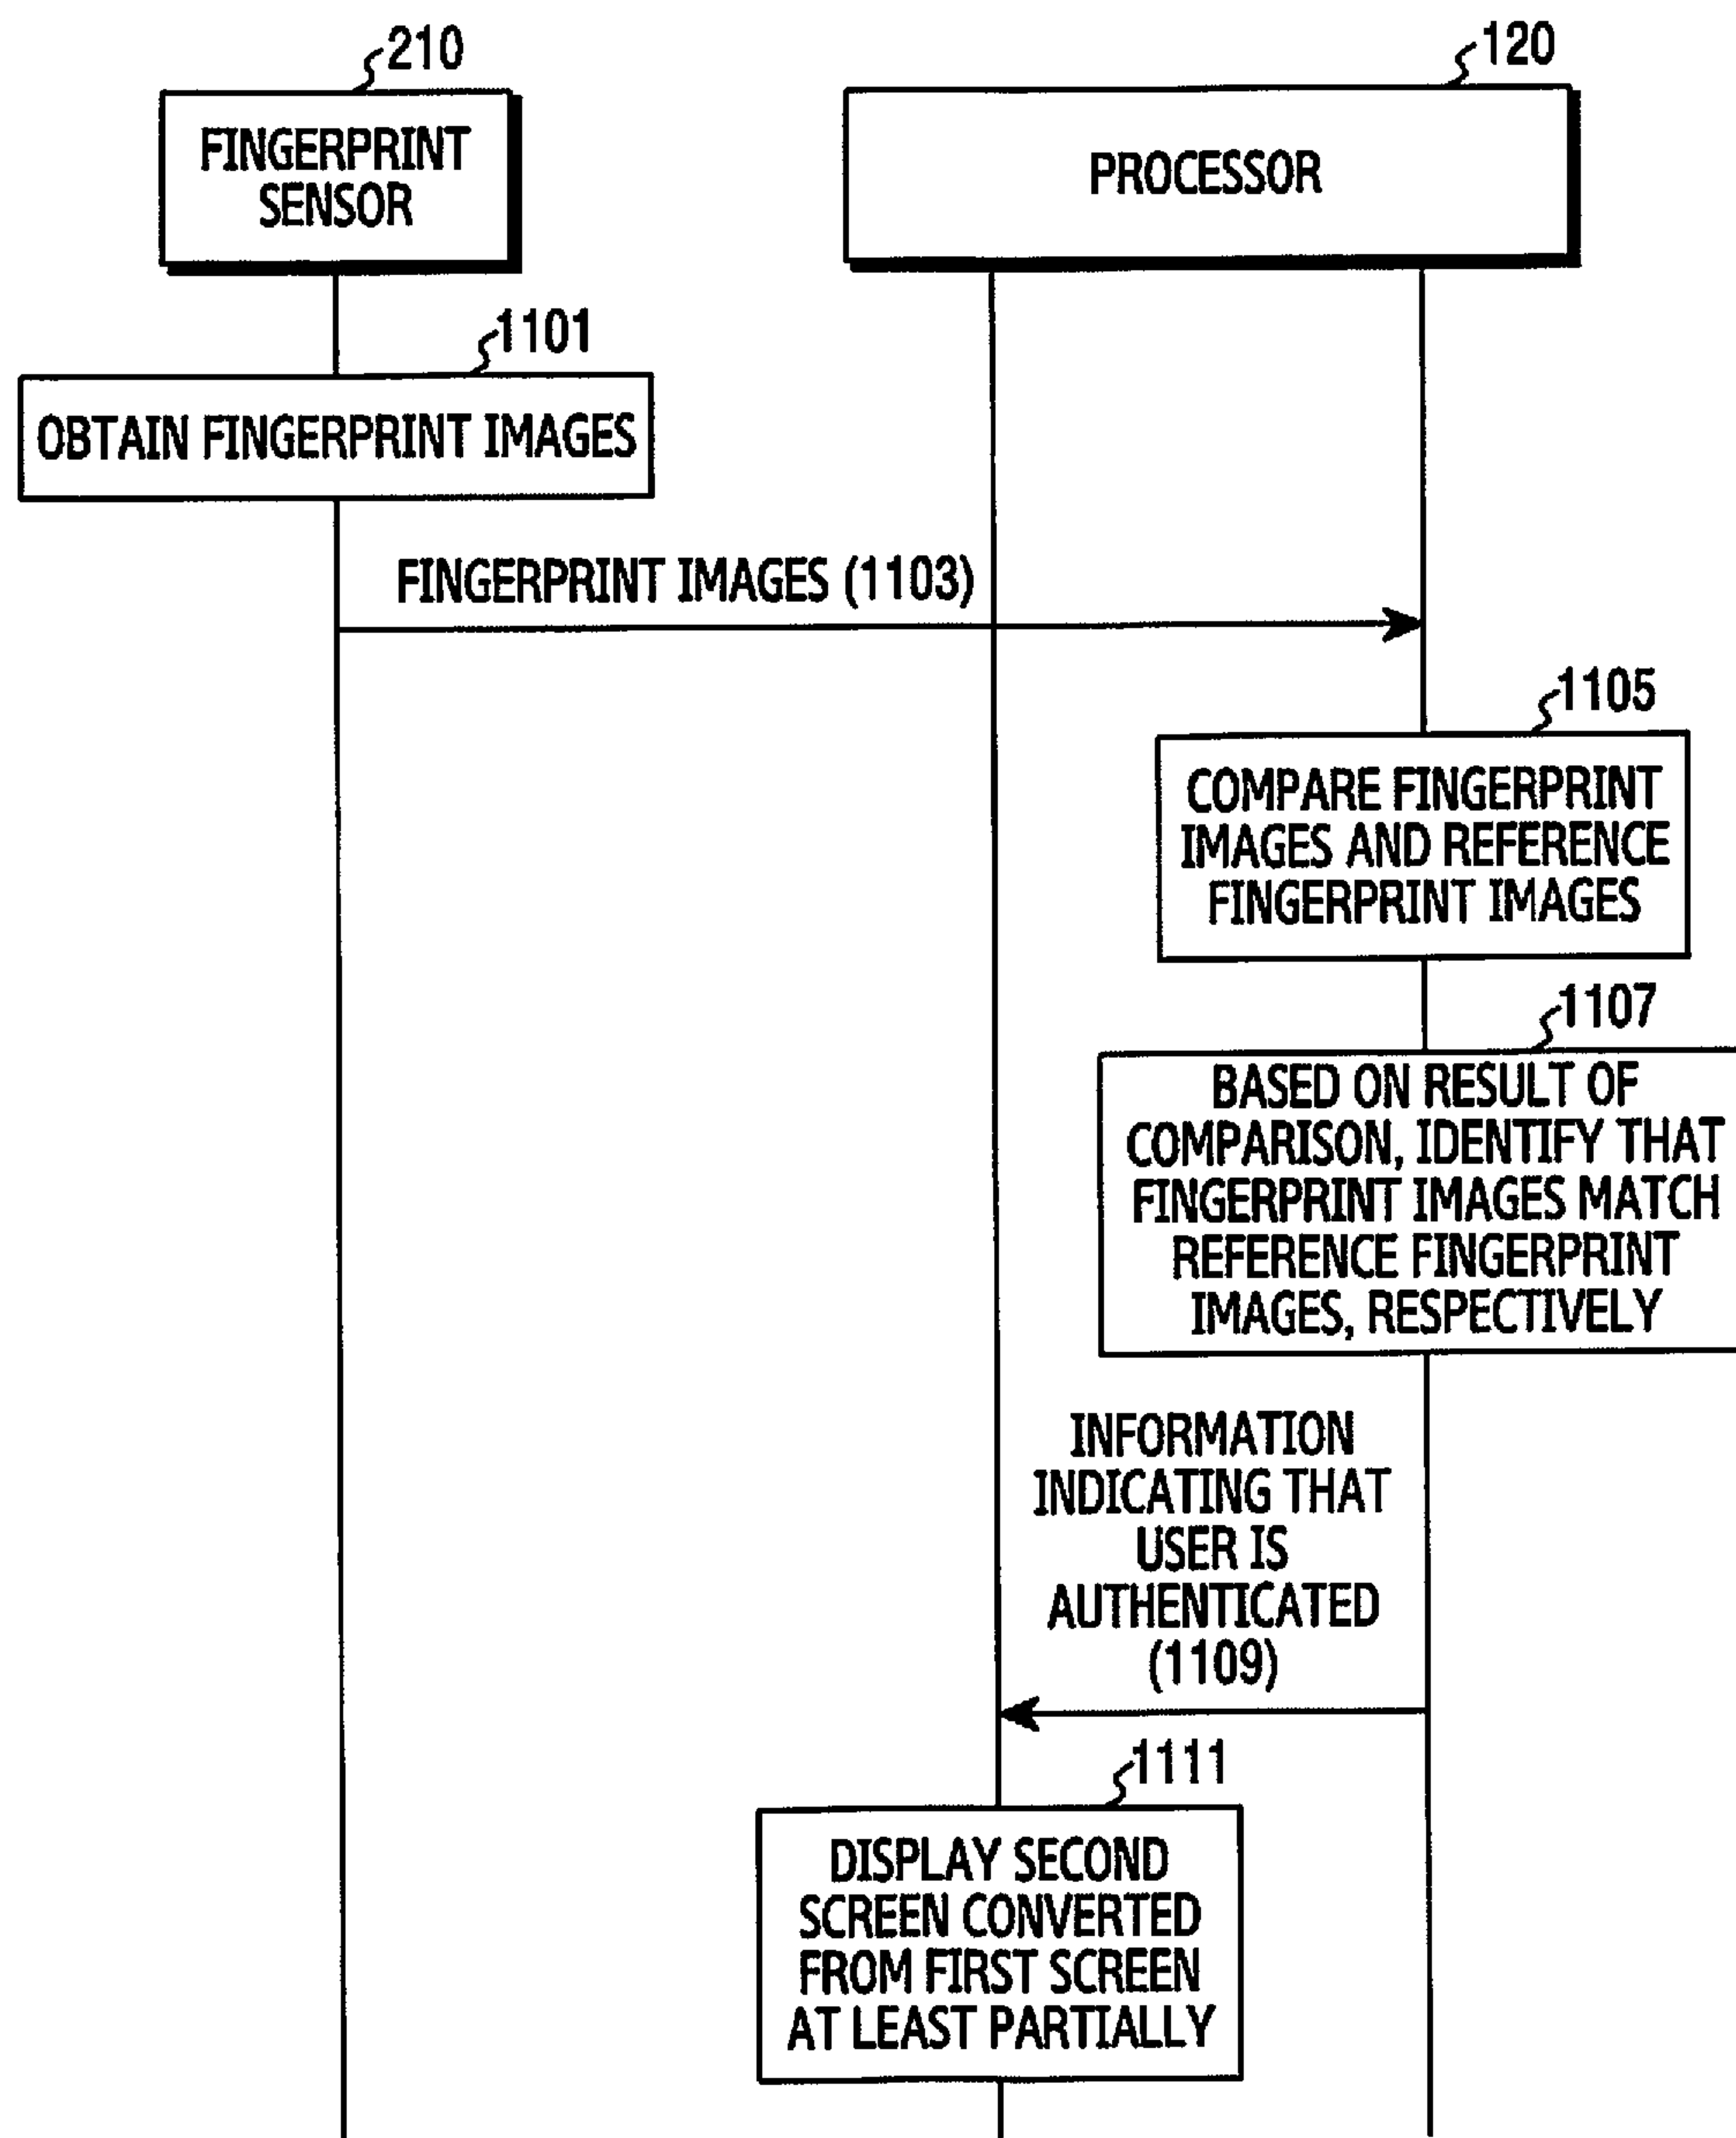 210
FINGERPRINT
SENSOR
120
PROCESSOR
1101
OBTAIN FINGERPRINT IMAGES
FINGERPRINT IMAGES (1103)
1105
COMPARE FINGERPRINT
IMAGES AND REFERENCE
FINGERPRINT IMAGES
1107
BASED ON RESULT OF
COMPARISON, IDENTIFY THAT
FINGERPRINT IMAGES MATCH
REFERENCE FINGERPRINT
IMAGES, RESPECTIVELY
INFORMATION
INDICATING THAT
USER IS
AUTHENTICATED
(1109)
1111
DISPLAY SECOND
SCREEN CONVERTED
FROM FIRST SCREEN
AT LEAST PARTIALLY